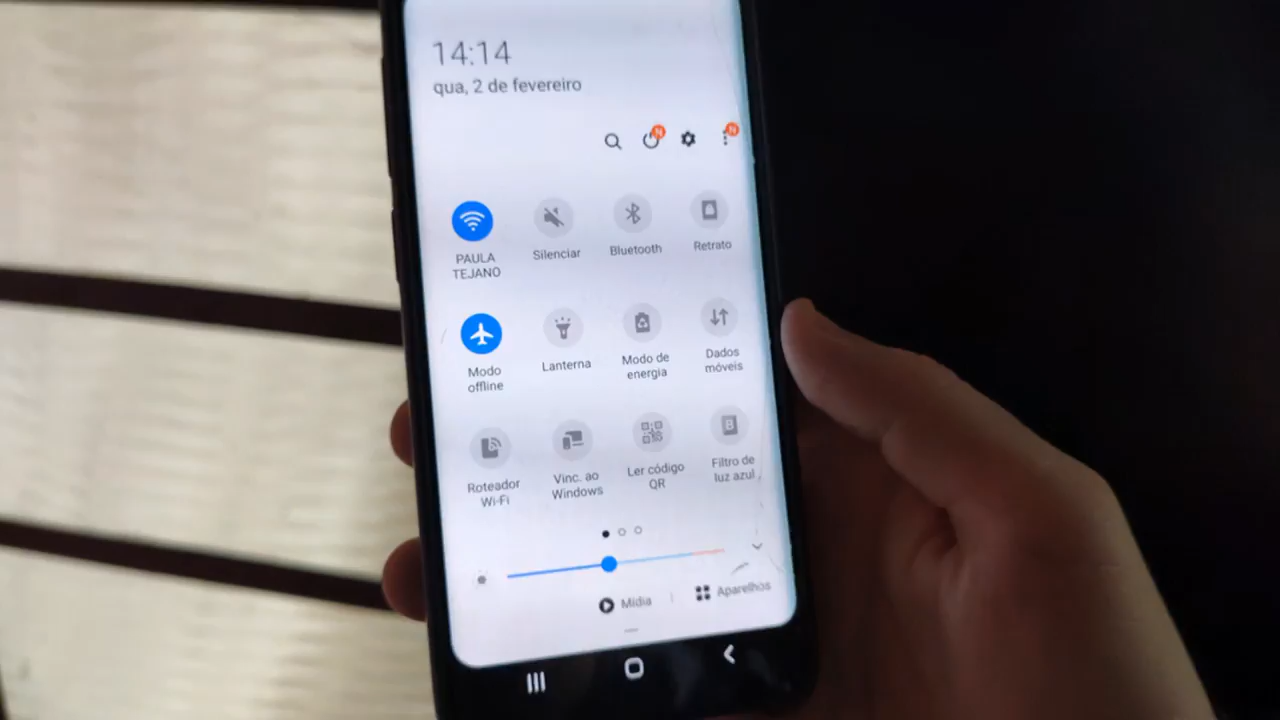 14:14
qua, 2 de fevereiro
N
N
PAULA
TEJANO
Silenciar
Bluetooth
Retrato
Modo
offline
Lanterna
Modo de
energia
Dados
móveis
Roteador
Wi-Fi
Vinc. ao
Windows
Ler código
QR
Filtro de
luz azul
Mídia
Aparelhos